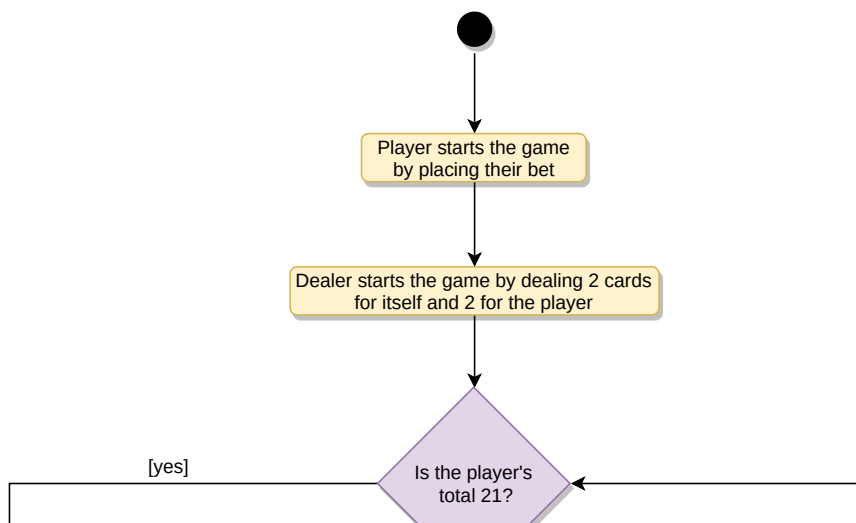 Player starts the game
by placing their bet
Dealer starts the game by dealing 2 cards
for itself and 2 for the player
[yes]
Is the player's
total 21?